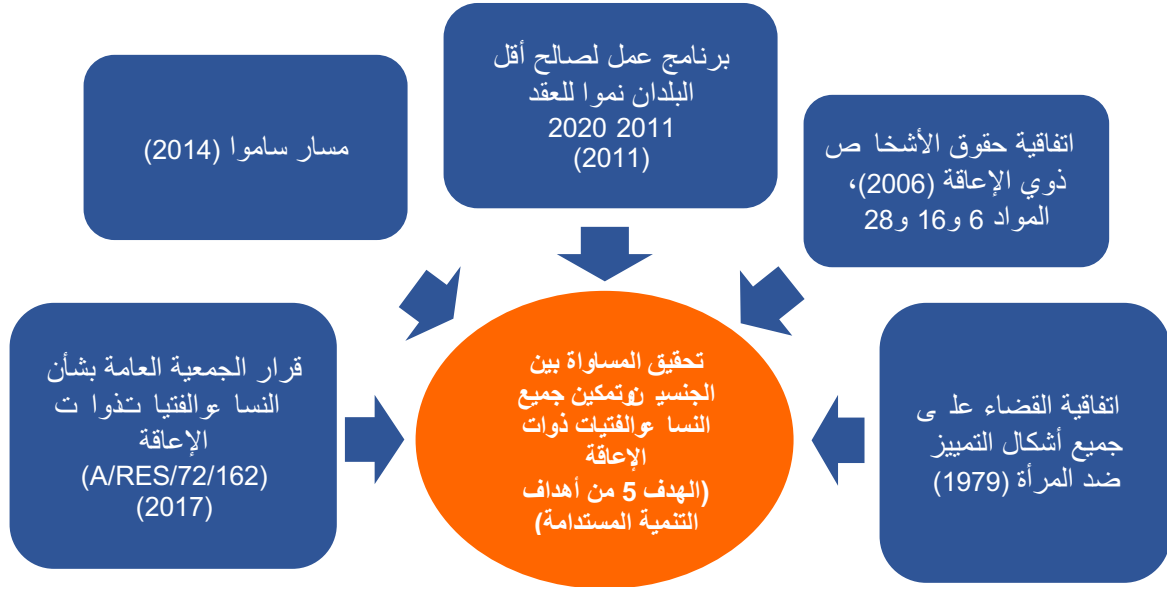 برنامج عمل لصالح أقل
البلدان نموا للعقد
2011 2020
(2011)
مسار ساموا (2014)
اتفاقية حقوق الأشخا ص
ذوي الإعاقة (2006)،
المواد 6 و16 و28
قرار الجمعية العامة بشأن
النسا ءوالفتيا تذوا ت
الإعاقة
(A/RES/72/162)
(2017)
تحقيق المساواة بين
الجنسي نوتمكين جميع
النسا ءوالفتيات ذوات
الإعاقة
(الهدف 5 من أهداف
التنمية المستدامة)
اتفاقية القضاء عل ى
جميع أشكال التمييز
ضد المرأة (1979)